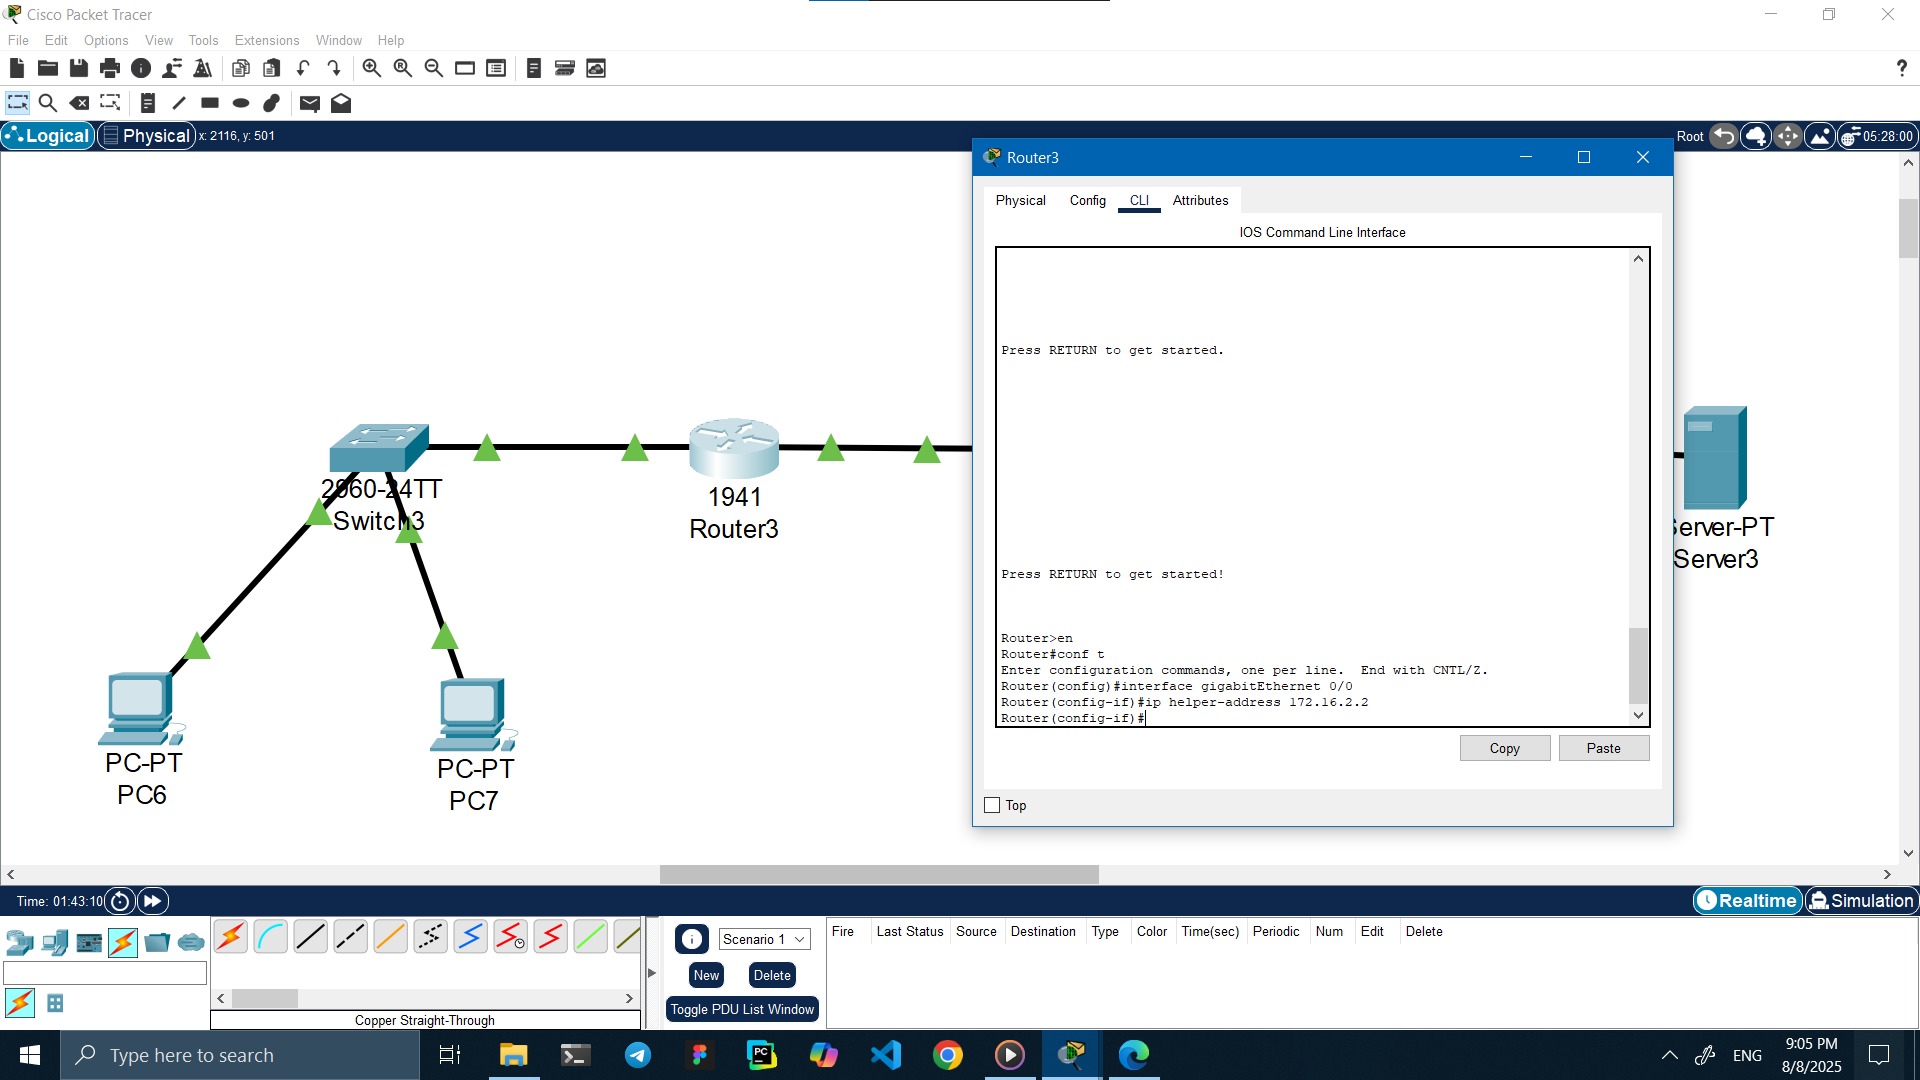 Cisco Packet Tracer
File Edit Options View Tools Extensions Window Help
?
Logical Physical x: 2116, y: 501
Root 05:28:00
Router3
Physical Config CLI Attributes
IOS Command Line Interface
Press RETURN to get started.
Press RETURN to get started!
Router>en
Router#conf t
Enter configuration commands, one per line.  End with CNTL/Z.
Router(config)#interface gigabitEthernet 0/0
Router(config-if)#ip helper-address 172.16.2.2
Router(config-if)#
Copy Paste
Top
2960-24TT
Switch3
1941
Router3
Server-PT
Server3
PC-PT
PC6
PC-PT
PC7
Time: 01:43:10
Realtime Simulation
Scenario 1
New Delete
Toggle PDU List Window
Fire Last Status Source Destination Type Color Time(sec) Periodic Num Edit Delete
Copper Straight-Through
Type here to search
PC
ENG
9:05 PM
8/8/2025